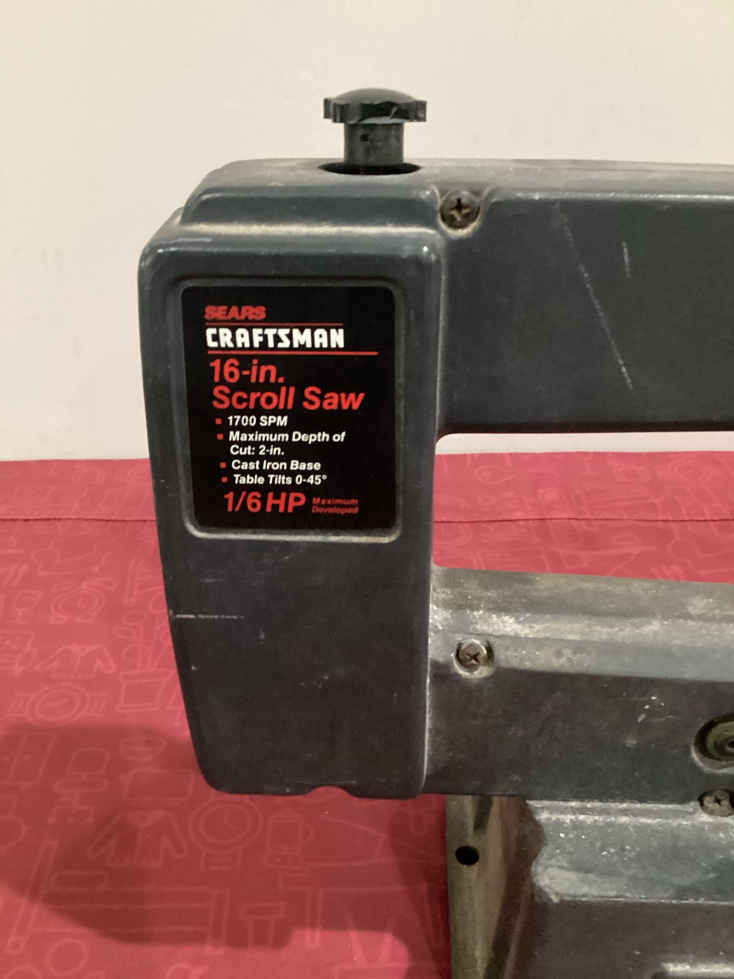 SEARS
CRAFTSMAN
16-in.
Scroll Saw
▪ 1700 SPM
▪ Maximum Depth of
Cut: 2-in.
▪ Cast Iron Base
▪ Table Tilts 0-45°
1/6 HP Maximum
Developed